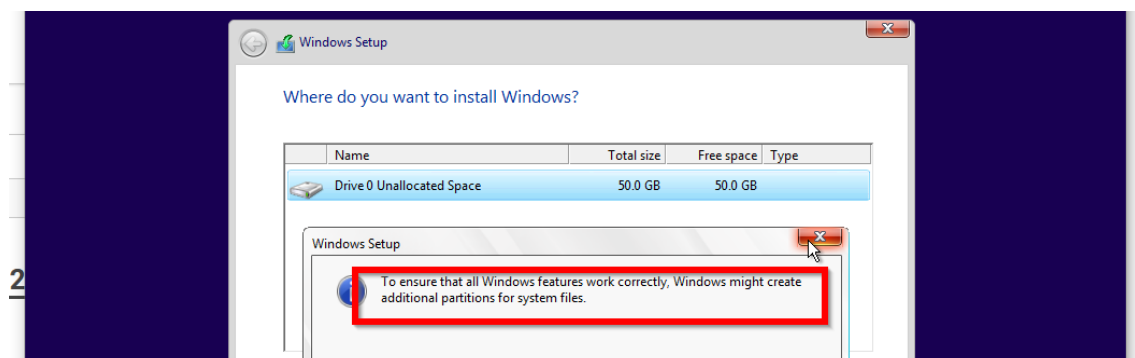 Windows Setup
Where do you want to install Windows?
Name Total size Free space Type
Drive 0 Unallocated Space 50.0 GB 50.0 GB
Windows Setup
2
To ensure that all Windows features work correctly, Windows might create
additional partitions for system files.